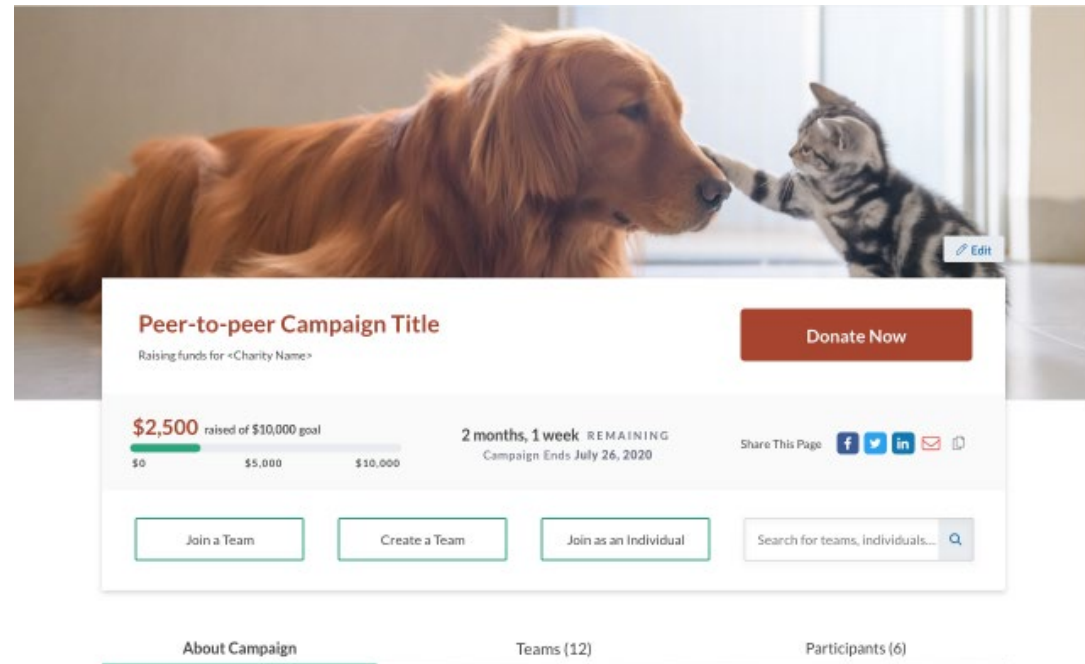 Edit
Peer-to-peer Campaign Title
Raising funds for <Charity Name>
Donate Now
$2,500 raised of $10,000 goal
$0 $5,000 $10,000
2 months, 1 week REMAINING
Campaign Ends July 26, 2020
Share This Page f in
Join a Team
Create a Team
Join as an Individual
Search for teams, individuals...
About Campaign
Teams (12)
Participants (6)